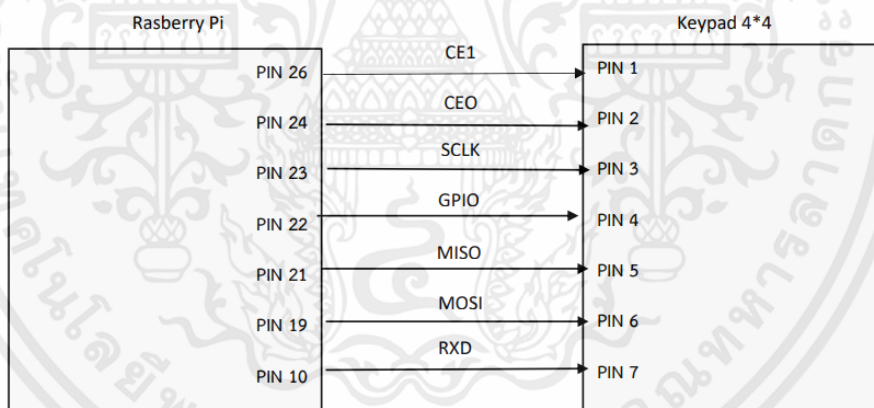 Rasberry Pi
Keypad 4*4
PIN 26
CE1
PIN 1
PIN 24
CEO
PIN 2
PIN 23
SCLK
PIN 3
PIN 22
GPIO
PIN 4
PIN 21
MISO
PIN 5
PIN 19
MOSI
PIN 6
PIN 10
RXD
PIN 7